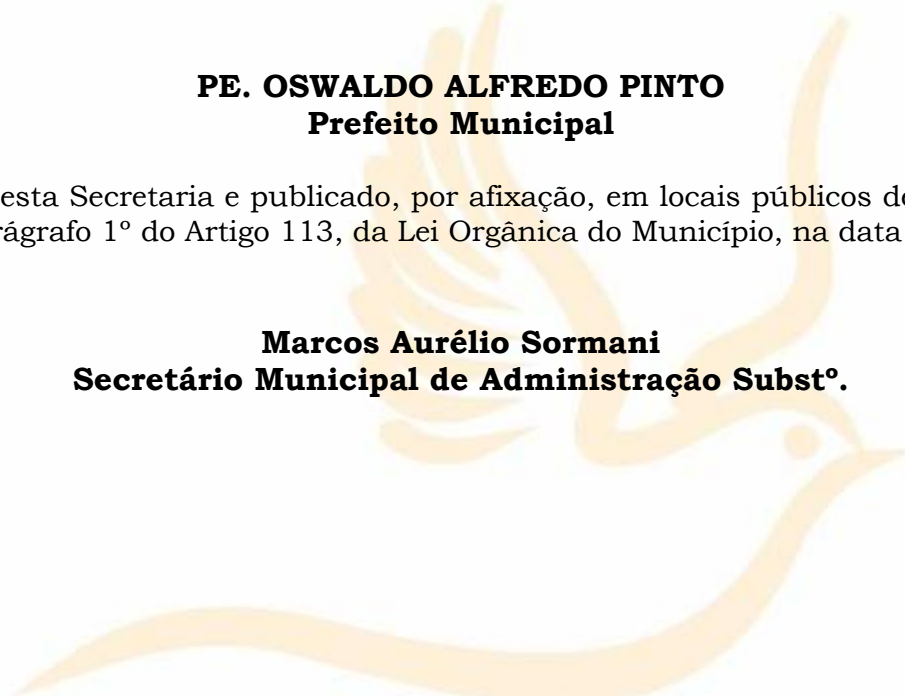 PE. OSWALDO ALFREDO PINTO
Prefeito Municipal
esta Secretaria e publicado, por afixação, em locais públicos de
rágrafo 1º do Artigo 113, da Lei Orgânica do Município, na data
Marcos Aurélio Sormani
Secretário Municipal de Administração Substº.